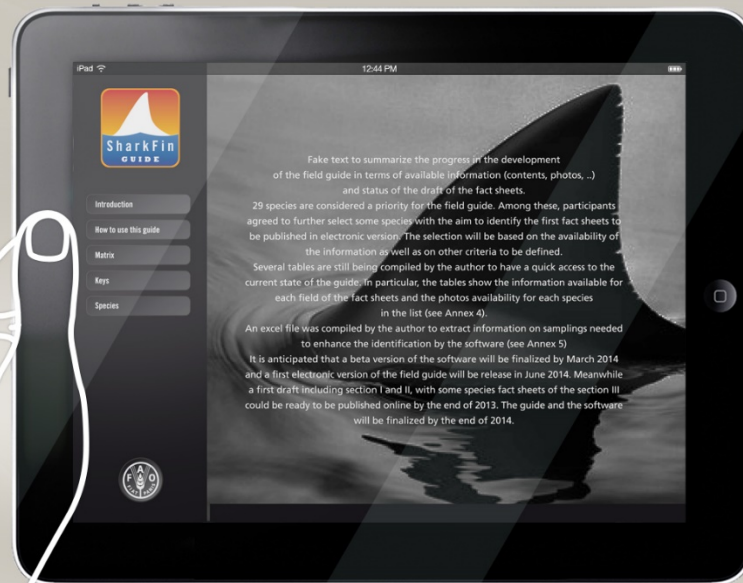 iPad
12:44 PM
SharkFin
GUIDE
Introduction
How to use this guide
Matrix
Keys
Species
FAO
FIAT PANIS
Fake text to summarize the progress in the development
of the field guide in terms of available information (contents, photos, ..)
and status of the draft of the fact sheets.
29 species are considered a priority for the field guide. Among these, participants
agreed to further select some species with the aim to identify the first fact sheets to
be published in electronic version. The selection will be based on the availability of
the information as well as on other criteria to be defined.
Several tables are still being compiled by the author to have a quick access to the
current state of the guide. In particular, the tables show the information available for
each field of the fact sheets and the photos availability for each species
in the list (see Annex 4).
An excel file was compiled by the author to extract information on samplings needed
to enhance the identification by the software (see Annex 5)
It is anticipated that a beta version of the software will be finalized by March 2014
and a first electronic version of the field guide will be release in June 2014. Meanwhile
a first draft including section I and II, with some species fact sheets of the section III
could be ready to be published online by the end of 2013. The guide and the software
will be finalized by the end of 2014.